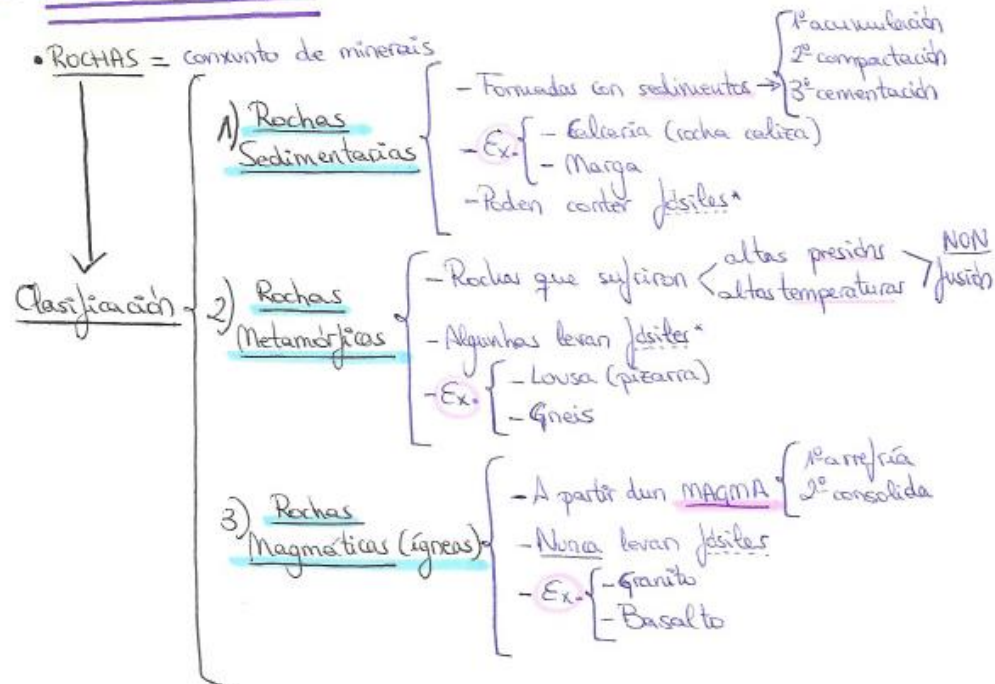 • ROCHAS = conxunto de minerais
Clasificación
1) Rochas
Sedimentarias
- Formadas con sedimentos →
1º acumulación
2º compactación
3º cementación
- Ex.
- Calcaria (rocha caliza)
- Marga
- Poden conter fósiles*
2) Rochas
Metamórficas
- Rochas que sufriron
altas presións
altas temperaturas
NON
fusión
- Algunhas levan fósiles*
- Ex.
- Lousa (pizarra)
- Gneis
3) Rochas
Magmáticas (ígneas)
- A partir dun MAGMA
1º arrefría
2º consolida
- Nunca levan fósiles
- Ex.
- Granito
- Basalto